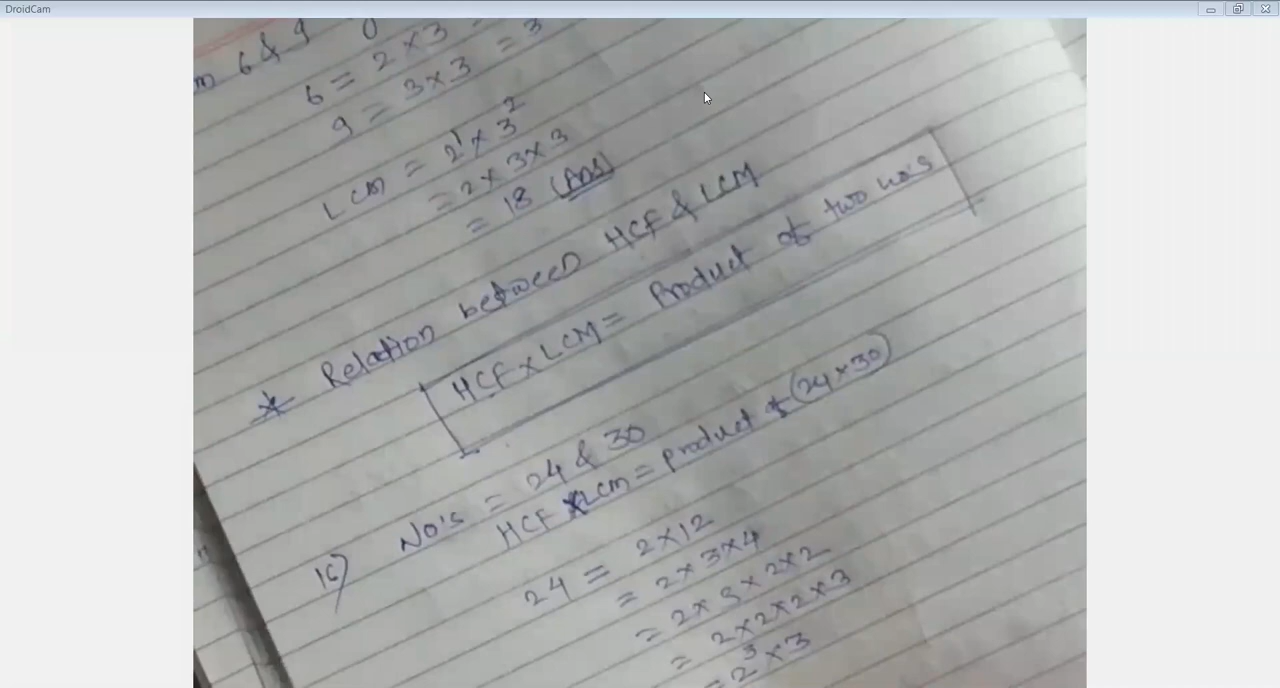 DroidCam
m 6 & 9
6 = 2 × 3
9 = 3 × 3 = 3
LCM = 2¹ × 3²
= 2 × 3 × 3
= 18 (Ans)
* Relation between HCF & LCM
HCF × LCM = Product of two no's
16) No's = 24 & 30
HCF × LCM = product of (24 × 30)
24 = 2 × 12
= 2 × 3 × 4
= 2 × 3 × 2 × 2
= 2 × 2 × 2 × 3
= 2³ × 3